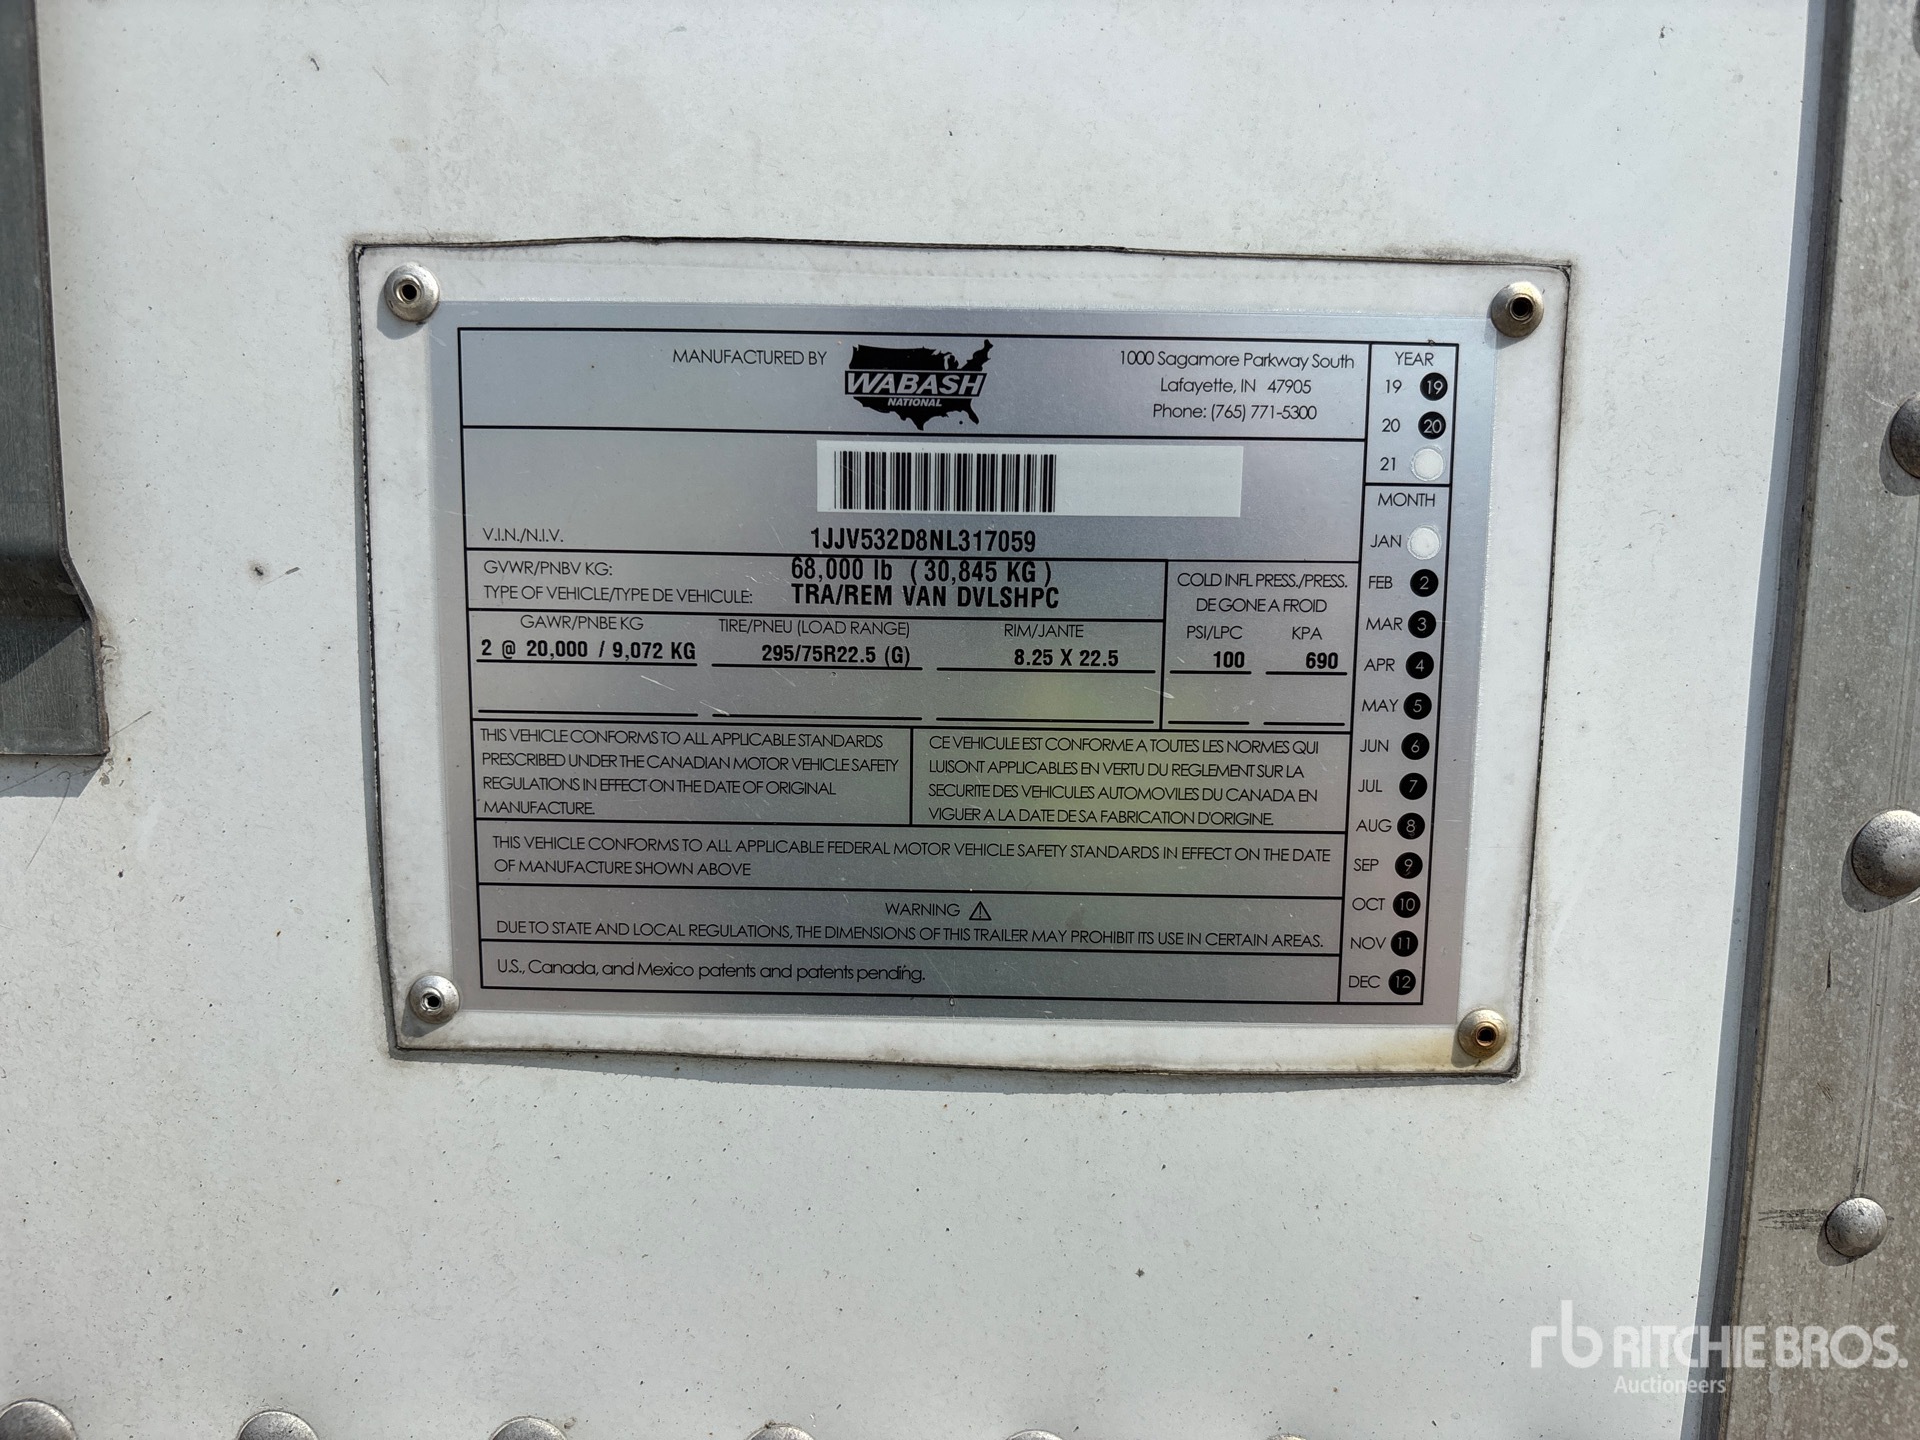 MANUFACTURED BY
WABASH
NATIONAL
1000 Sagamore Parkway South
Lafayette, IN 47905
Phone: (765) 771-5300
YEAR
19 19
20 20
21
MONTH
JAN
FEB 2
MAR 3
APR 4
MAY 5
JUN 6
JUL 7
AUG 8
SEP 9
OCT 10
NOV 11
DEC 12
V.I.N./N.I.V. 1JJV532D8NL317059
GVWR/PNBV KG: 68,000 lb ( 30,845 KG )
TYPE OF VEHICLE/TYPE DE VEHICULE: TRA/REM VAN DVLSHPC
COLD INFL PRESS./PRESS.
DE GONE A FROID
GAWR/PNBE KG TIRE/PNEU (LOAD RANGE) RIM/JANTE PSI/LPC KPA
2 @ 20,000 / 9,072 KG 295/75R22.5 (G) 8.25 X 22.5 100 690
THIS VEHICLE CONFORMS TO ALL APPLICABLE STANDARDS
PRESCRIBED UNDER THE CANADIAN MOTOR VEHICLE SAFETY
REGULATIONS IN EFFECT ON THE DATE OF ORIGINAL
MANUFACTURE.
CE VEHICULE EST CONFORME A TOUTES LES NORMES QUI
LUISONT APPLICABLES EN VERTU DU REGLEMENT SUR LA
SECURITE DES VEHICULES AUTOMOVILES DU CANADA EN
VIGUER A LA DATE DE SA FABRICATION D'ORIGINE.
THIS VEHICLE CONFORMS TO ALL APPLICABLE FEDERAL MOTOR VEHICLE SAFETY STANDARDS IN EFFECT ON THE DATE
OF MANUFACTURE SHOWN ABOVE
WARNING
DUE TO STATE AND LOCAL REGULATIONS, THE DIMENSIONS OF THIS TRAILER MAY PROHIBIT ITS USE IN CERTAIN AREAS.
U.S., Canada, and Mexico patents and patents pending.
rb RITCHIE BROS.
Auctioneers